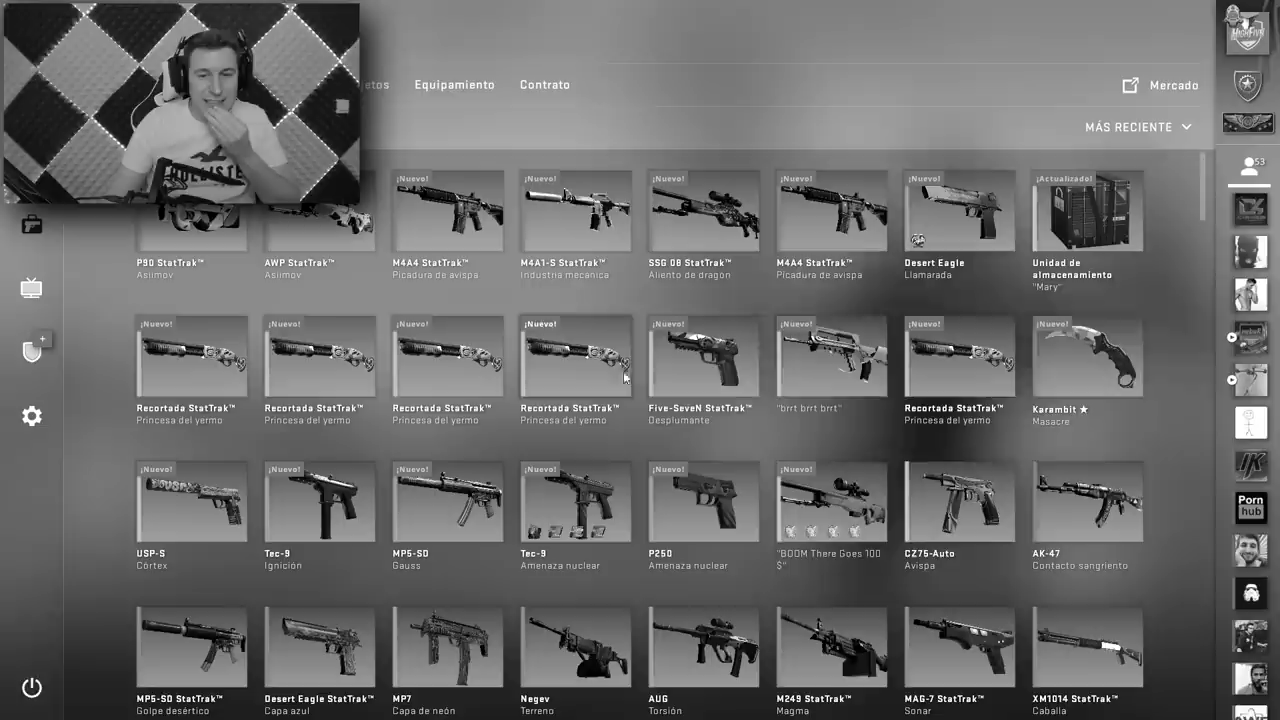 jetos
Equipamiento
Contrato
Mercado
MÁS RECIENTE
53
HOLLISTE
¡Nuevo!
¡Nuevo!
¡Nuevo!
¡Nuevo!
¡Nuevo!
¡Actualizado!
P90 StatTrak™
Asiimov
AWP StatTrak™
Asiimov
M4A4 StatTrak™
Picadura de avispa
M4A1-S StatTrak™
Industria mecánica
SSG 08 StatTrak™
Aliento de dragón
M4A4 StatTrak™
Picadura de avispa
Desert Eagle
Llamarada
Unidad de
almacenamiento
"Mary"
¡Nuevo!
¡Nuevo!
¡Nuevo!
¡Nuevo!
¡Nuevo!
¡Nuevo!
¡Nuevo!
¡Nuevo!
Recortada StatTrak™
Princesa del yermo
Recortada StatTrak™
Princesa del yermo
Recortada StatTrak™
Princesa del yermo
Recortada StatTrak™
Princesa del yermo
Five-SeveN StatTrak™
Desplumante
"brrt brrt brrt"
Recortada StatTrak™
Princesa del yermo
Karambit ★
Masacre
¡Nuevo!
¡Nuevo!
¡Nuevo!
¡Nuevo!
¡Nuevo!
¡Nuevo!
USP-S
Córtex
Tec-9
Ignición
MP5-SD
Gauss
Tec-9
Amenaza nuclear
P250
Amenaza nuclear
"BOOM There Goes 100
$"
CZ75-Auto
Avispa
AK-47
Contacto sangriento
Porn
hub
MP5-SD StatTrak™
Golpe desértico
Desert Eagle StatTrak™
Capa azul
MP7
Capa de neón
Negev
Terreno
AUG
Torsión
M249 StatTrak™
Magma
MAG-7 StatTrak™
Sonar
XM1014 StatTrak™
Caballa